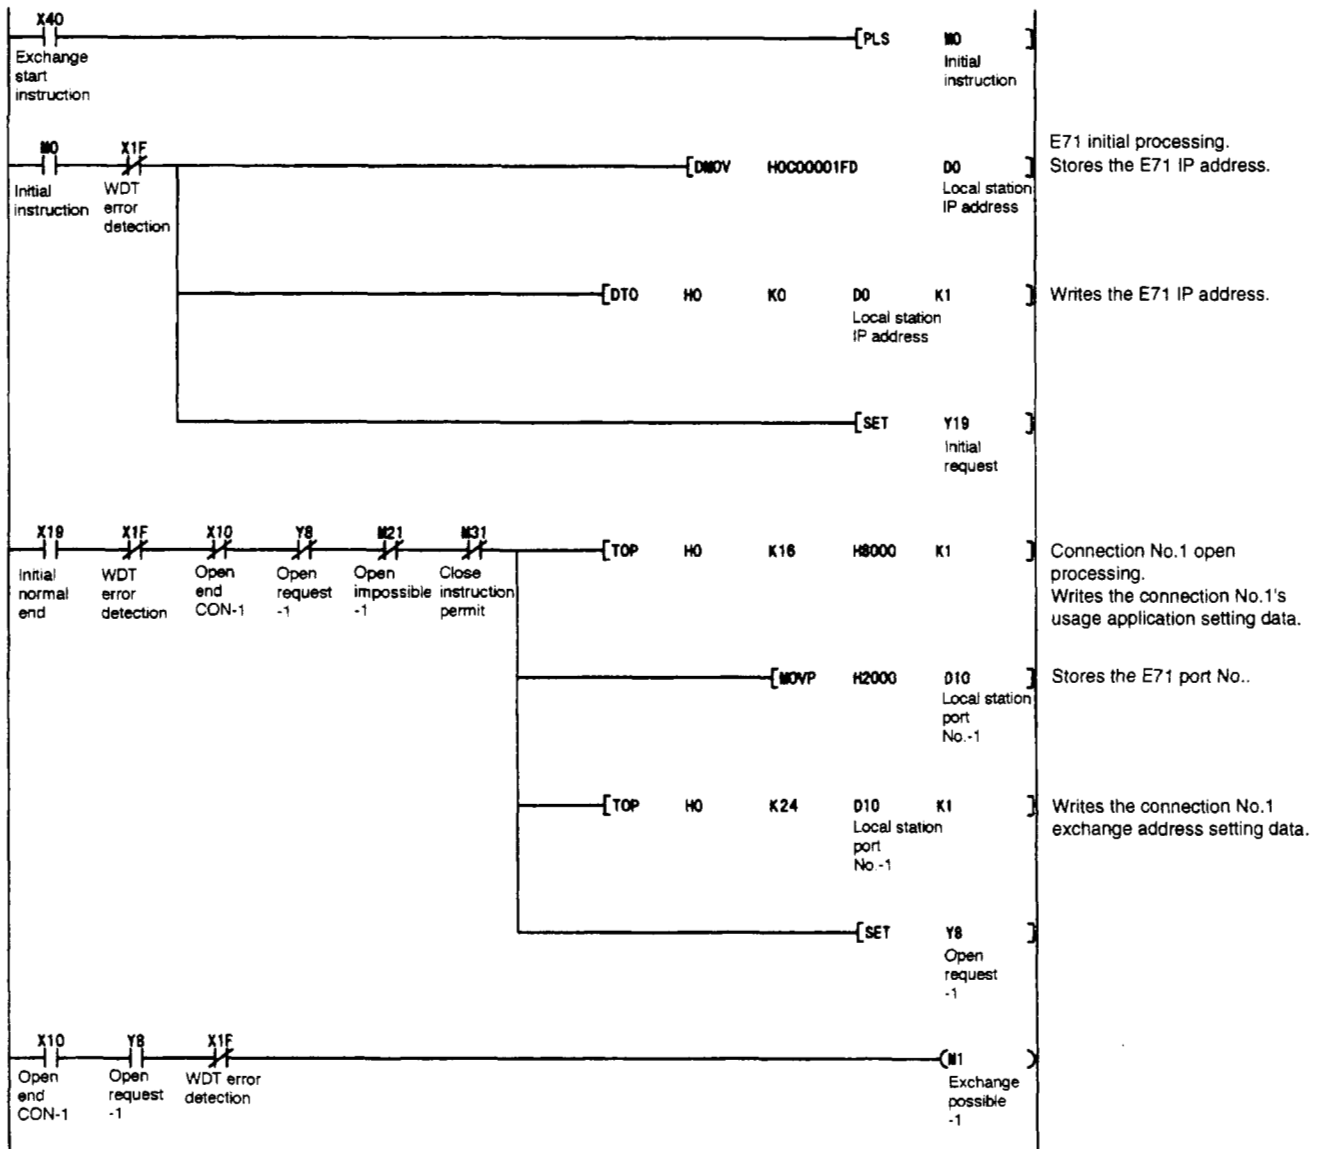 X40
[PLS M0 ]
Exchange
start
instruction
Initial
instruction
M0 X1F
[DMOV H0C00001FD D0 ]
Initial
instruction
WDT
error
detection
Local station
IP address
E71 initial processing.
Stores the E71 IP address.
[DTO H0 K0 D0 K1 ]
Local station
IP address
Writes the E71 IP address.
[SET Y19 ]
Initial
request
X19 X1F X10 Y8 M21 M31
[TOP H0 K16 H8000 K1 ]
Initial
normal
end
WDT
error
detection
Open
end
CON-1
Open
request
-1
Open
impossible
-1
Close
instruction
permit
Connection No.1 open
processing.
Writes the connection No.1's
usage application setting data.
[MOVP H2000 D10 ]
Local station
port
No.-1
Stores the E71 port No..
[TOP H0 K24 D10 K1 ]
Local station
port
No.-1
Writes the connection No.1
exchange address setting data.
[SET Y8 ]
Open
request
-1
X10 Y8 X1F
(M1 )
Open
end
CON-1
Open
request
-1
WDT error
detection
Exchange
possible
-1